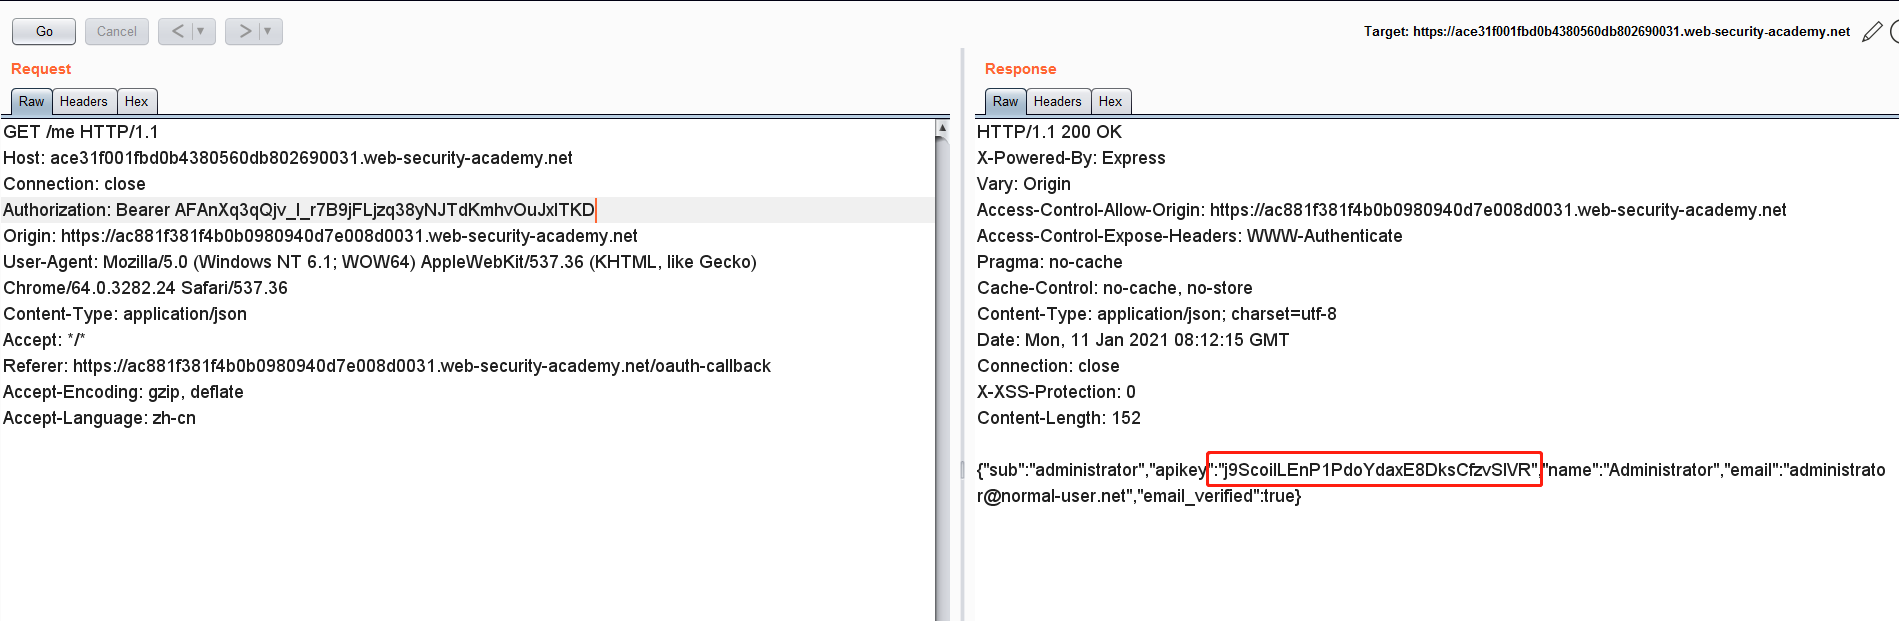 Go Cancel < ▼ > ▼ Target: https://ace31f001fbd0b4380560db802690031.web-security-academy.net
Request
Raw Headers Hex
GET /me HTTP/1.1
Host: ace31f001fbd0b4380560db802690031.web-security-academy.net
Connection: close
Authorization: Bearer AFAnXq3qQjv_I_r7B9jFLjzq38yNJTdKmhvOuJxITKD
Origin: https://ac881f381f4b0b0980940d7e008d0031.web-security-academy.net
User-Agent: Mozilla/5.0 (Windows NT 6.1; WOW64) AppleWebKit/537.36 (KHTML, like Gecko)
Chrome/64.0.3282.24 Safari/537.36
Content-Type: application/json
Accept: */*
Referer: https://ac881f381f4b0b0980940d7e008d0031.web-security-academy.net/oauth-callback
Accept-Encoding: gzip, deflate
Accept-Language: zh-cn
Response
Raw Headers Hex
HTTP/1.1 200 OK
X-Powered-By: Express
Vary: Origin
Access-Control-Allow-Origin: https://ac881f381f4b0b0980940d7e008d0031.web-security-academy.net
Access-Control-Expose-Headers: WWW-Authenticate
Pragma: no-cache
Cache-Control: no-cache, no-store
Content-Type: application/json; charset=utf-8
Date: Mon, 11 Jan 2021 08:12:15 GMT
Connection: close
X-XSS-Protection: 0
Content-Length: 152
{"sub":"administrator","apikey":"j9ScoilLEnP1PdoYdaxE8DksCfzvSlVR","name":"Administrator","email":"administrato
r@normal-user.net","email_verified":true}